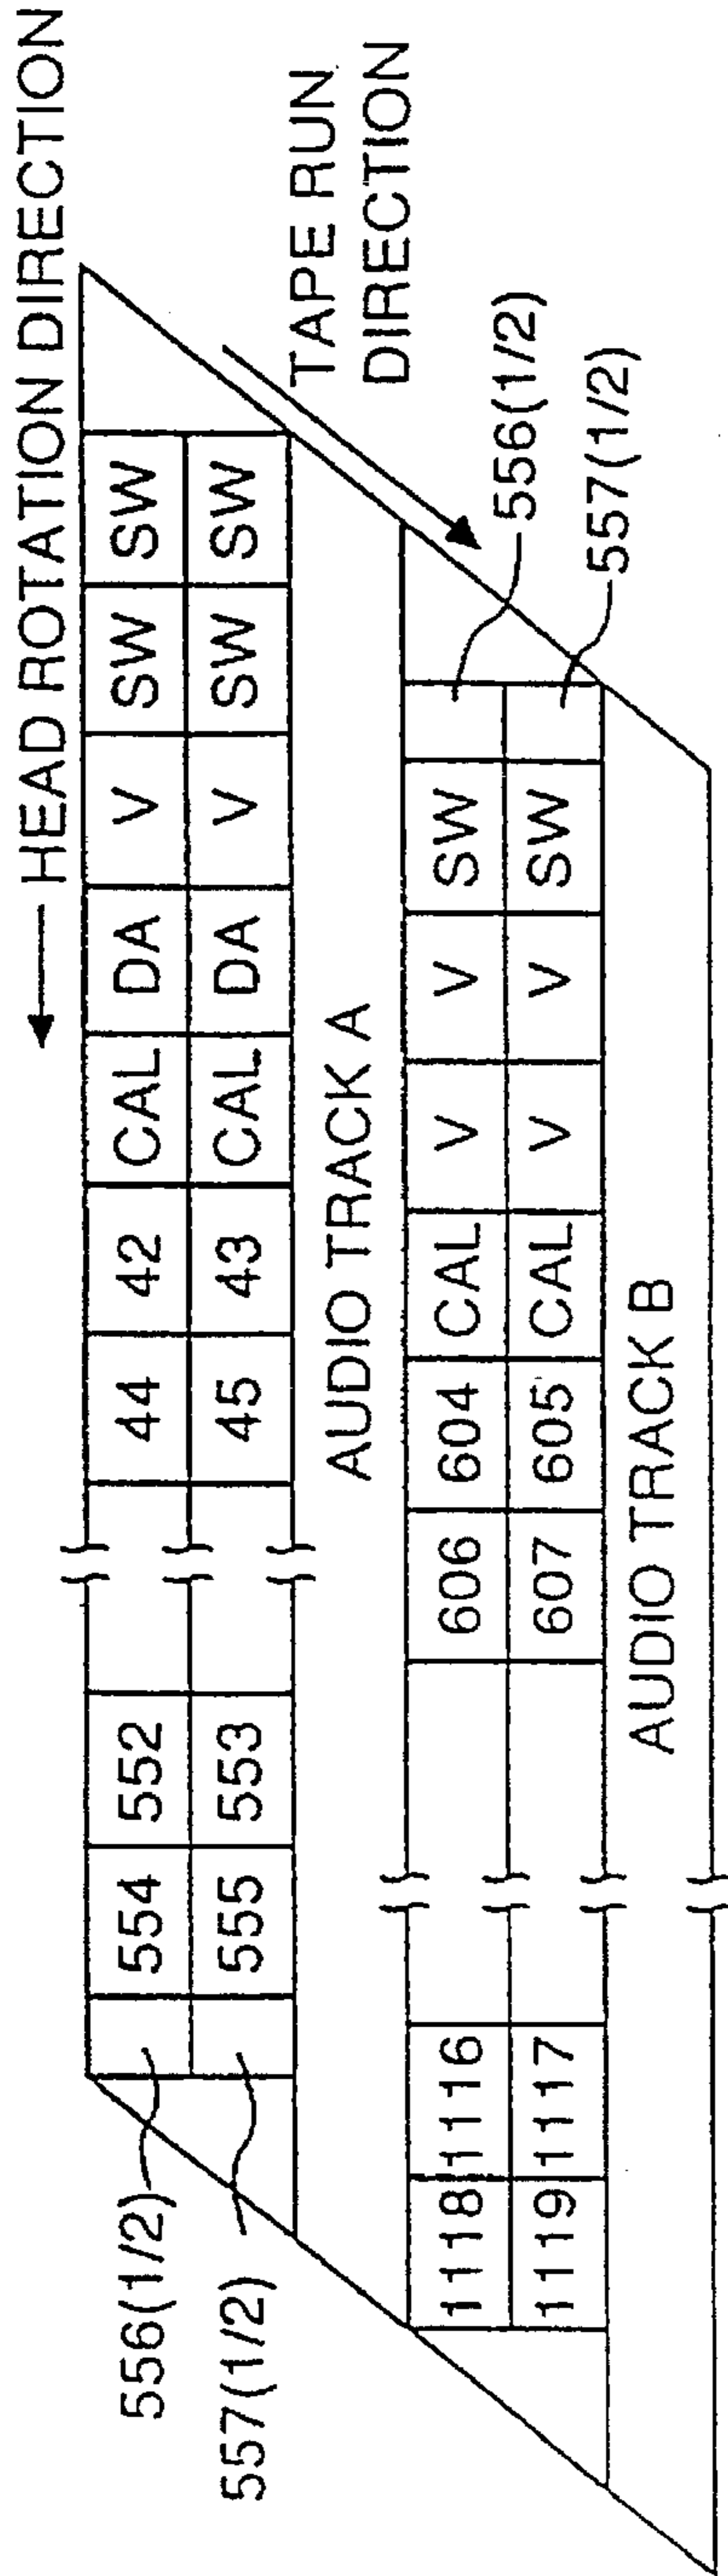 ← HEAD ROTATION DIRECTION
554 552 44 42 CAL DA V SW SW
555 553 45 43 CAL DA V SW SW
556(1/2)
557(1/2)
TAPE RUN
DIRECTION
AUDIO TRACK A
1118 1116 606 604 CAL V V SW
1119 1117 607 605 CAL V V SW
556(1/2)
557(1/2)
AUDIO TRACK B